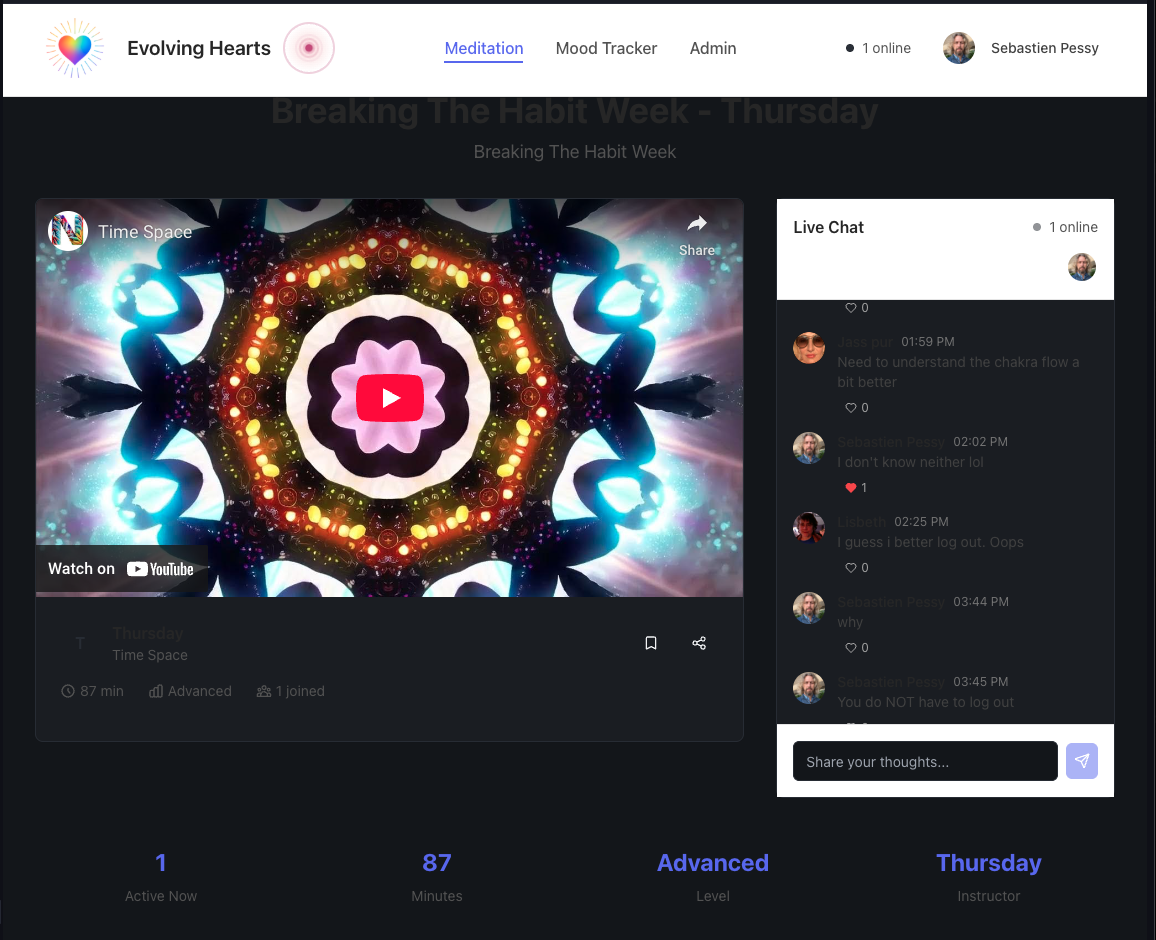 Evolving Hearts
Meditation
Mood Tracker
Admin
1 online
Sebastien Pessy
Breaking The Habit Week - Thursday
Breaking The Habit Week
Time Space
Share
Watch on YouTube
T
Thursday
Time Space
87 min
Advanced
1 joined
Live Chat
1 online
0
Jass pur 01:59 PM
Need to understand the chakra flow a
bit better
0
Sebastien Pessy 02:02 PM
I don't know neither lol
1
Lisbeth 02:25 PM
I guess i better log out. Oops
0
Sebastien Pessy 03:44 PM
why
0
Sebastien Pessy 03:45 PM
You do NOT have to log out
Share your thoughts...
1
Active Now
87
Minutes
Advanced
Level
Thursday
Instructor